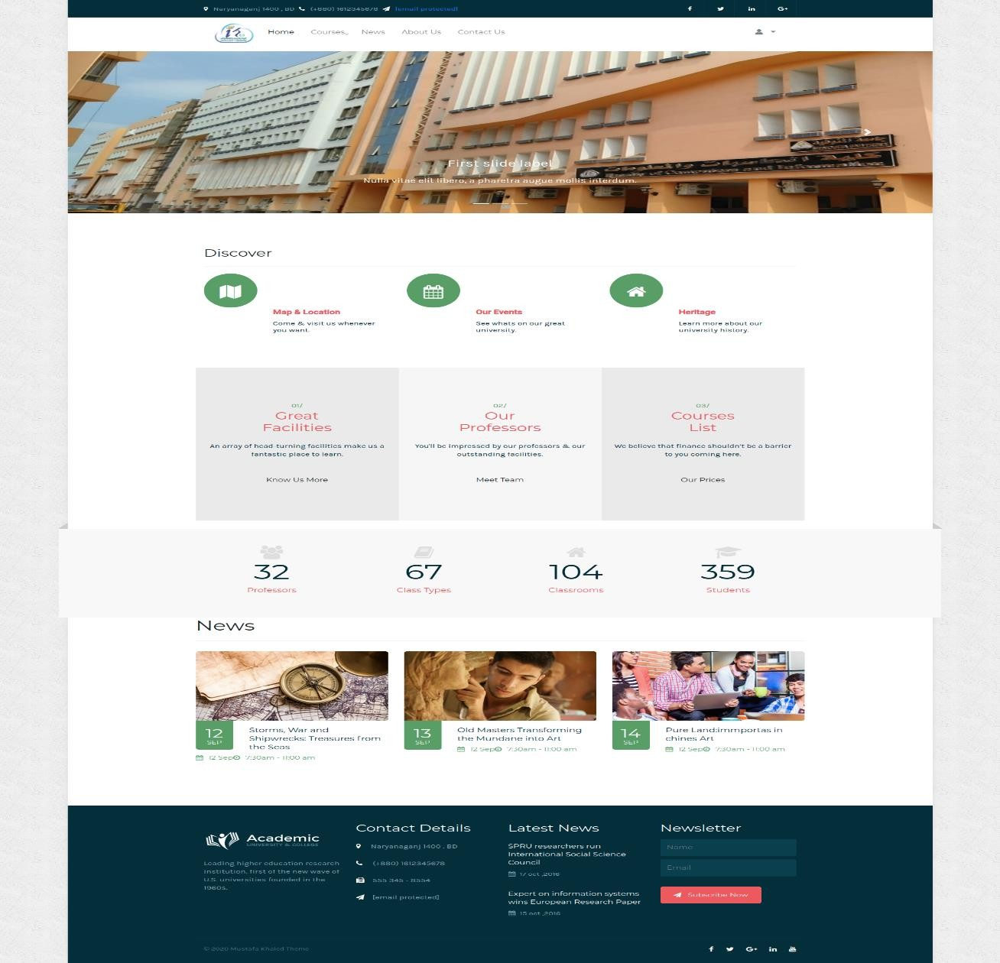 Naryanaganj 1400 , BD (+880) 1612345678 [email protected]
Home Courses News About Us Contact Us
First slide label
Nulla vitae elit libero, a pharetra augue mollis interdum.
Discover
Map & Location
Come & visit us whenever
you want.
Our Events
See whats on our great
university.
Heritage
Learn more about our
university history.
01/
Great
Facilities
An array of head-turning facilities make us a
fantastic place to learn.
Know Us More
02/
Our
Professors
You'll be impressed by our professors & our
outstanding facilities.
Meet Team
03/
Courses
List
We believe that finance shouldn't be a barrier
to you coming here.
Our Prices
32
Professors
67
Class Types
104
Classrooms
359
Students
News
12
SEP
Storms, War and
Shipwrecks: Treasures from
the Seas
12 Sep 7:30am - 11:00 am
13
SEP
Old Masters Transforming
the Mundane into Art
12 Sep 7:30am - 11:00 am
14
SEP
Pure Land:immportas in
chines Art
12 Sep 7:30am - 11:00 am
Academic
UNIVERSITY & COLLEGE
Leading higher education research
institution, first of the new wave of
U.S. universities founded in the
1960s.
Contact Details
Naryanaganj 1400 , BD
(+880) 1612345678
555 345 - 8554
[email protected]
Latest News
SPRU researchers run
International Social Science
Council
17 oct ,2016
Expert on information systems
wins European Research Paper
15 oct ,2016
Newsletter
Name
Email
Subscribe Now
© 2020 Mustafa Khaled Theme